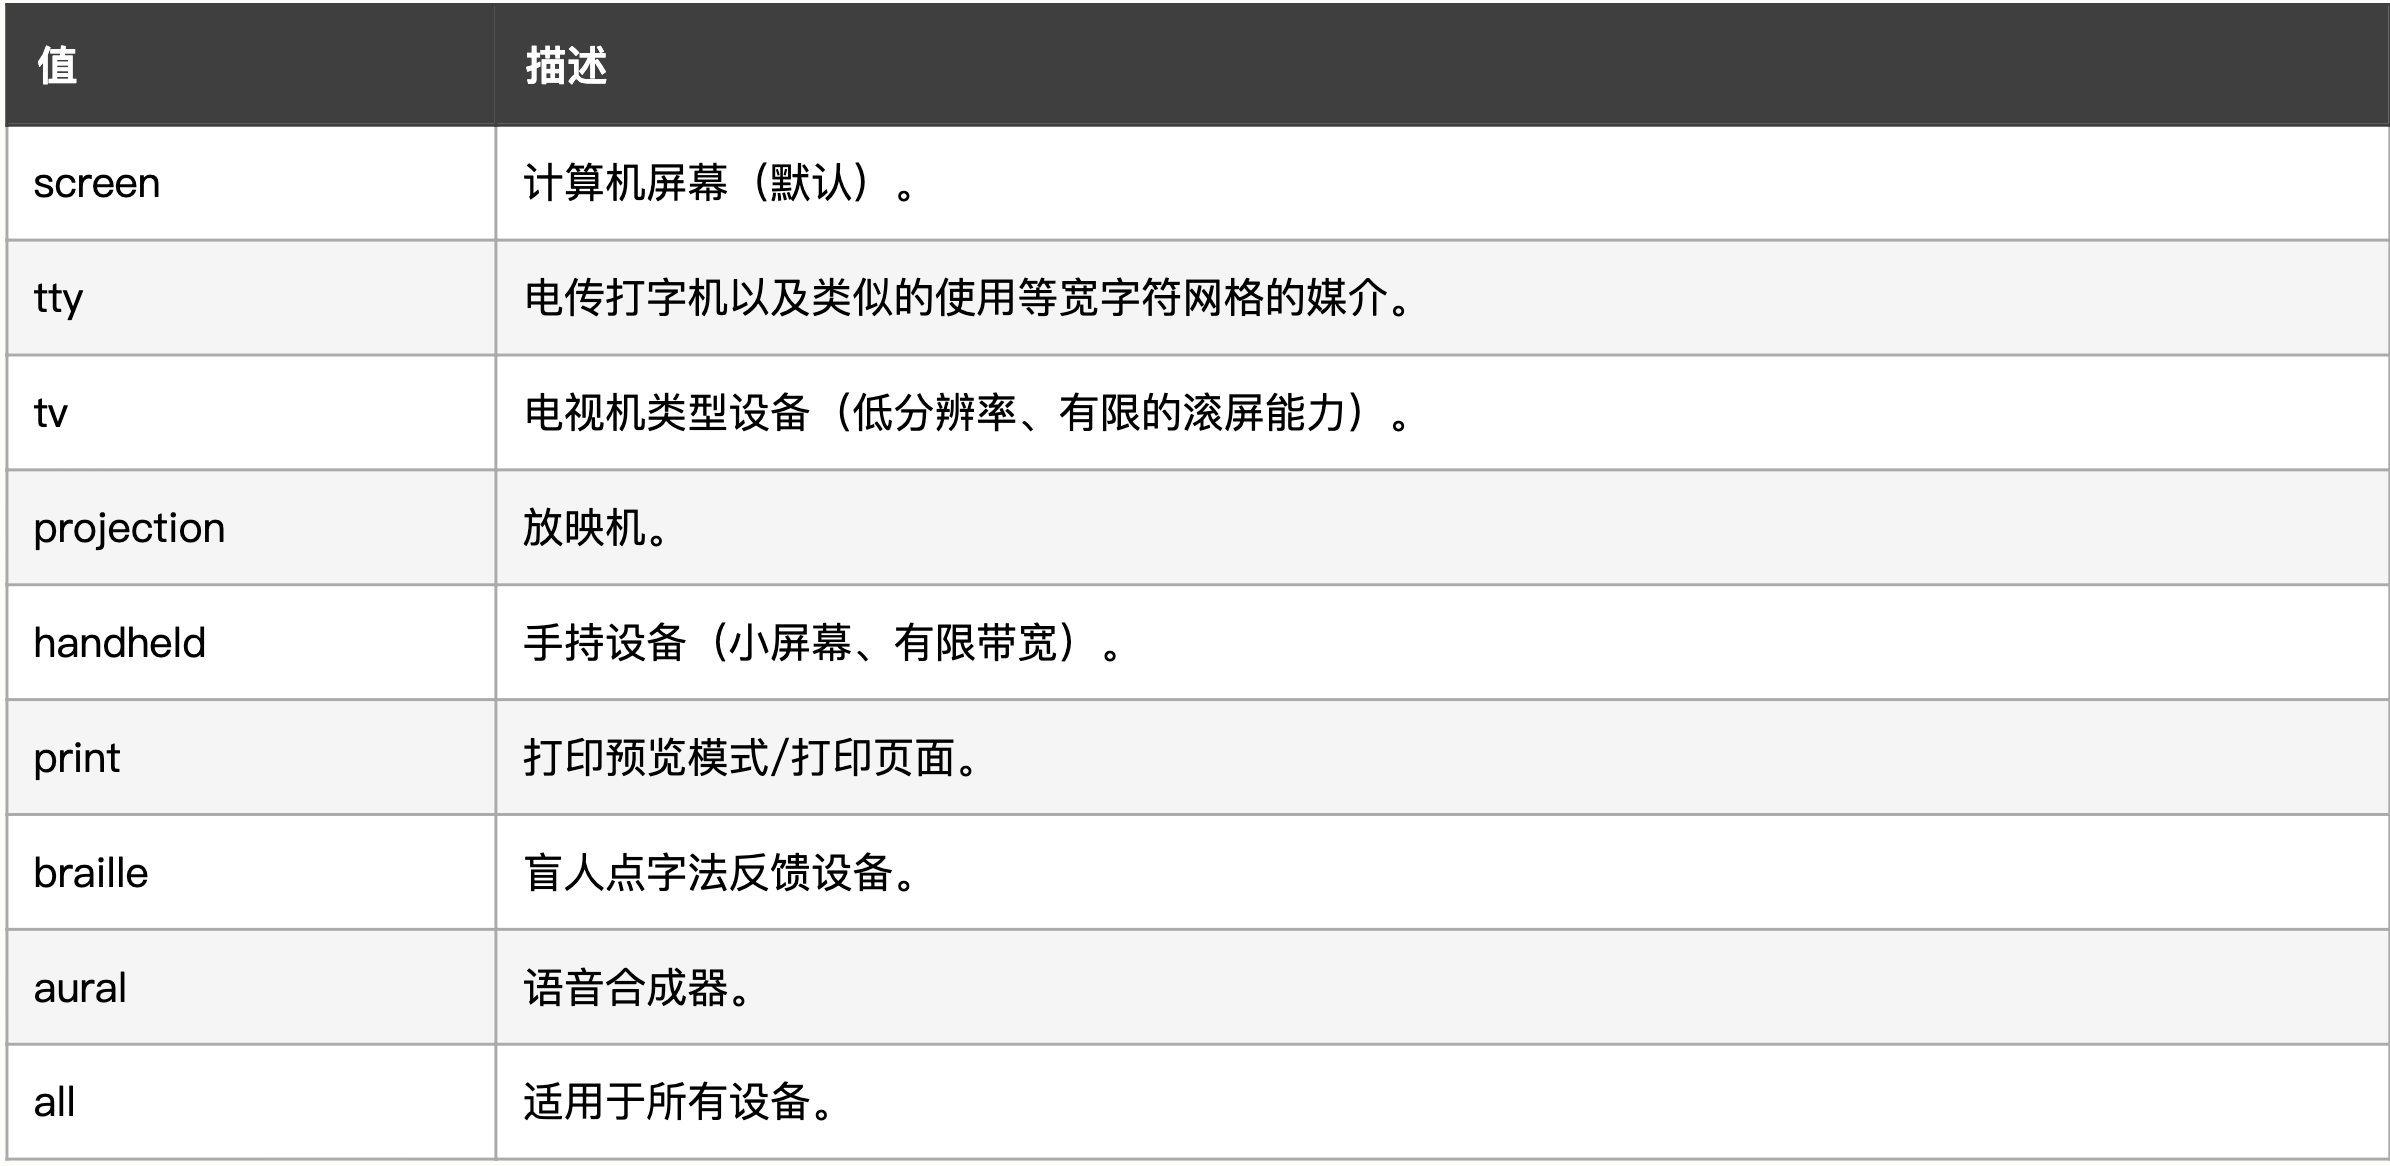 值 描述
screen 计算机屏幕（默认）。
tty 电传打字机以及类似的使用等宽字符网格的媒介。
tv 电视机类型设备（低分辨率、有限的滚屏能力）。
projection 放映机。
handheld 手持设备（小屏幕、有限带宽）。
print 打印预览模式/打印页面。
braille 盲人点字法反馈设备。
aural 语音合成器。
all 适用于所有设备。